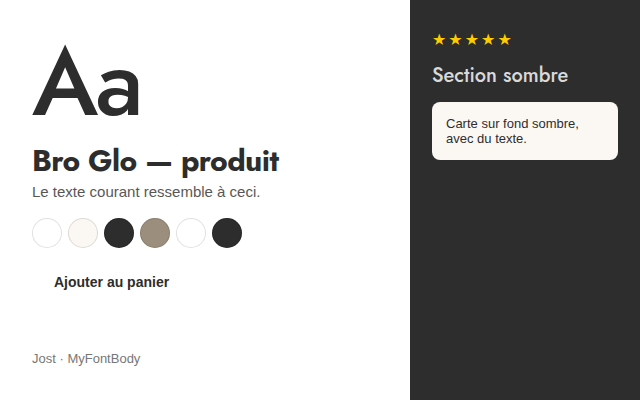 Aa
Bro Glo — produit
Le texte courant ressemble à ceci.
Ajouter au panier
Jost · MyFontBody
★★★★★
Section sombre
Carte sur fond sombre,
avec du texte.